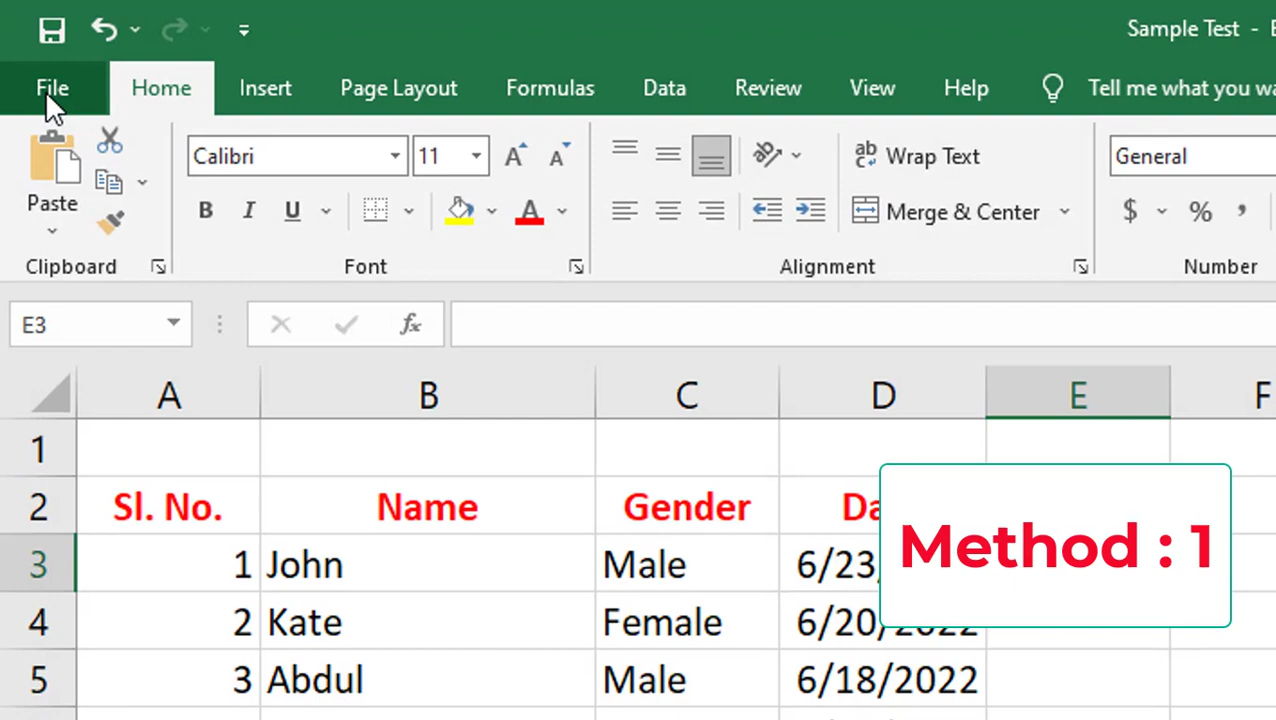 Sample Test -
File Home Insert Page Layout Formulas Data Review View Help Tell me what you
Calibri 11 Wrap Text General
Paste B I U A Merge & Center $ % ,
Clipboard Font Alignment Number
E3 fx
A B C D E F
1
2 Sl. No. Name Gender
3 1 John Male 6/23/
4 2 Kate Female 6/20/2022
5 3 Abdul Male 6/18/2022
Method : 1